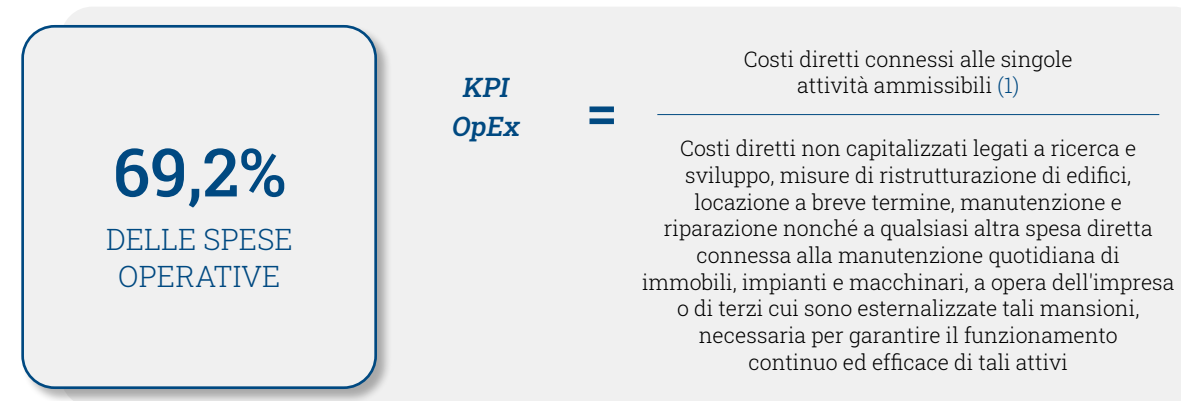 69,2%
DELLE SPESE
OPERATIVE
KPI
OpEx
=
Costi diretti connessi alle singole
attività ammissibili (1)
Costi diretti non capitalizzati legati a ricerca e
sviluppo, misure di ristrutturazione di edifici,
locazione a breve termine, manutenzione e
riparazione nonché a qualsiasi altra spesa diretta
connessa alla manutenzione quotidiana di
immobili, impianti e macchinari, a opera dell'impresa
o di terzi cui sono esternalizzate tali mansioni,
necessaria per garantire il funzionamento
continuo ed efficace di tali attivi